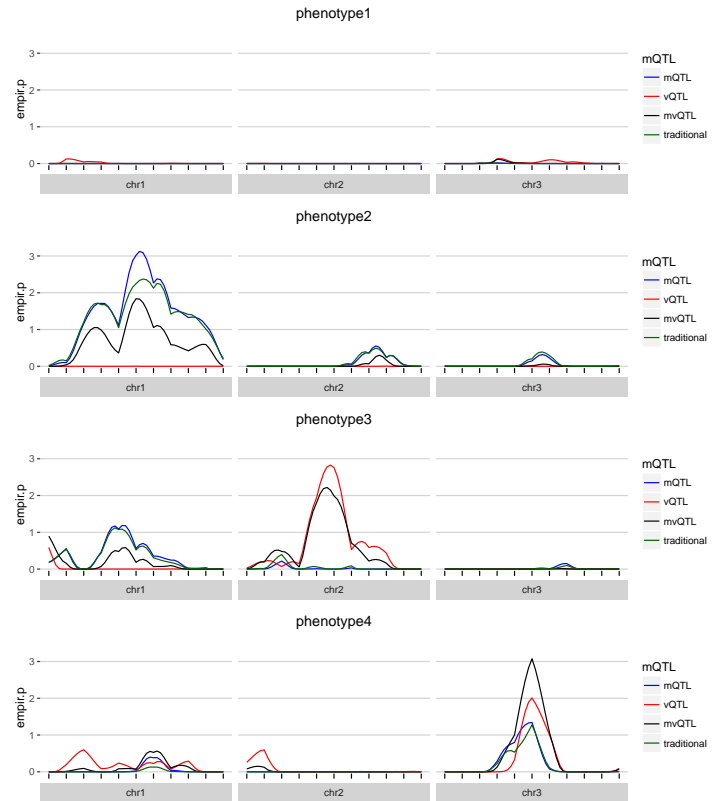 phenotype1
empir.p
3
2
1
0
chr1
chr2
chr3
mQTL
mQTL
vQTL
mvQTL
traditional
phenotype2
empir.p
3
2
1
0
chr1
chr2
chr3
mQTL
mQTL
vQTL
mvQTL
traditional
phenotype3
empir.p
3
2
1
0
chr1
chr2
chr3
mQTL
mQTL
vQTL
mvQTL
traditional
phenotype4
empir.p
3
2
1
0
chr1
chr2
chr3
mQTL
mQTL
vQTL
mvQTL
traditional